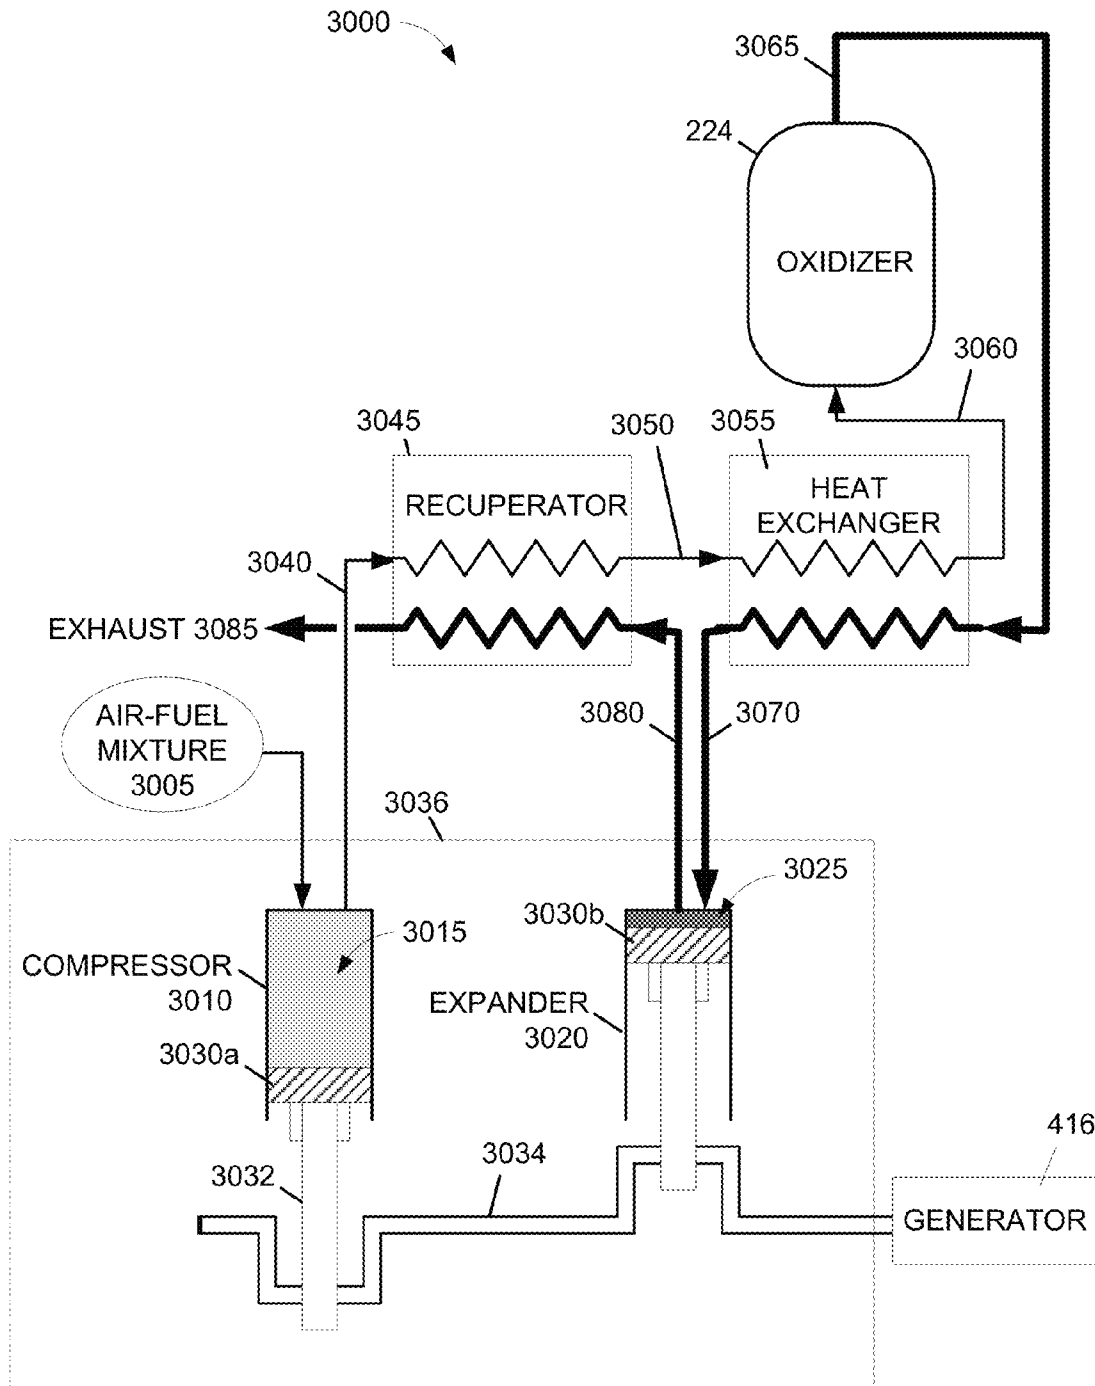 3000
3065
224
OXIDIZER
3060
3045
3050
3055
RECUPERATOR
HEAT
EXCHANGER
3040
EXHAUST 3085
AIR-FUEL
MIXTURE
3005
3080
3070
3036
3025
3030b
3015
COMPRESSOR
3010
EXPANDER
3020
3030a
416
3034
3032
GENERATOR